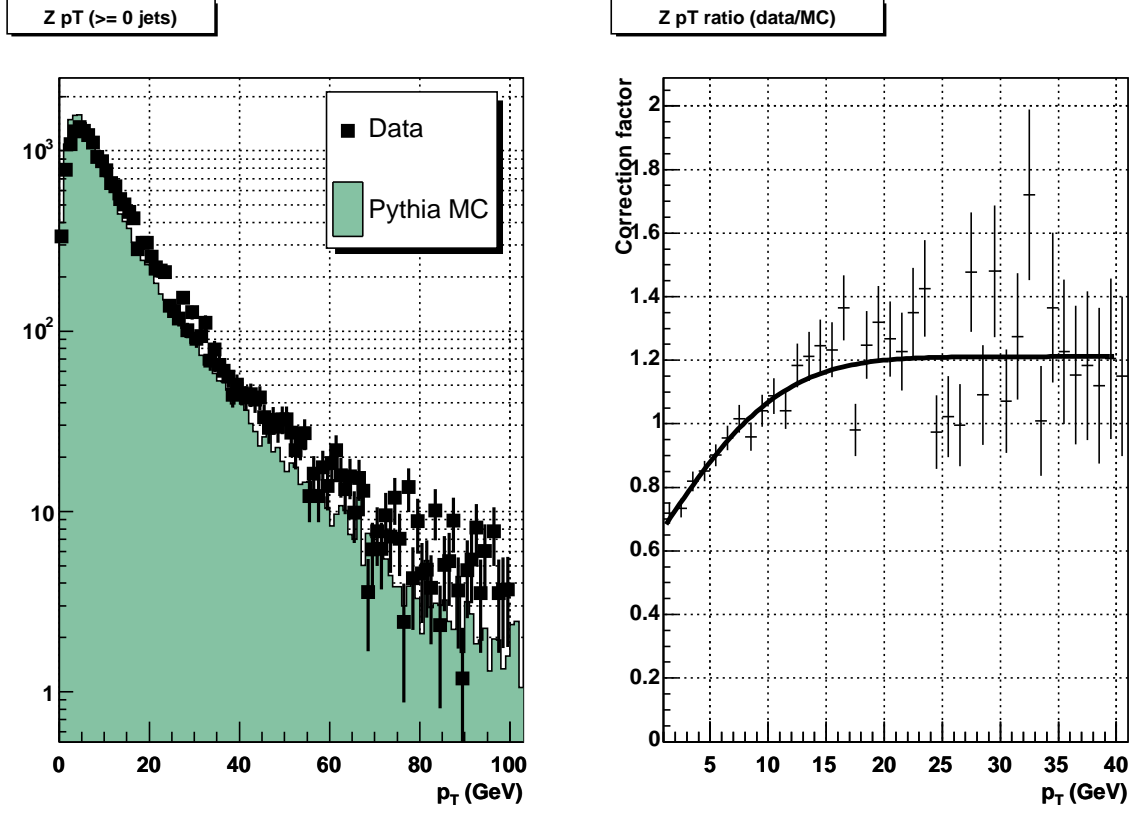 Z pT (>= 0 jets)
10³
10²
10
1
Data
Pythia MC
0 20 40 60 80 100
p_T (GeV)
Z pT ratio (data/MC)
Correction factor
2
1.8
1.6
1.4
1.2
1
0.8
0.6
0.4
0.2
0
5 10 15 20 25 30 35 40
p_T (GeV)